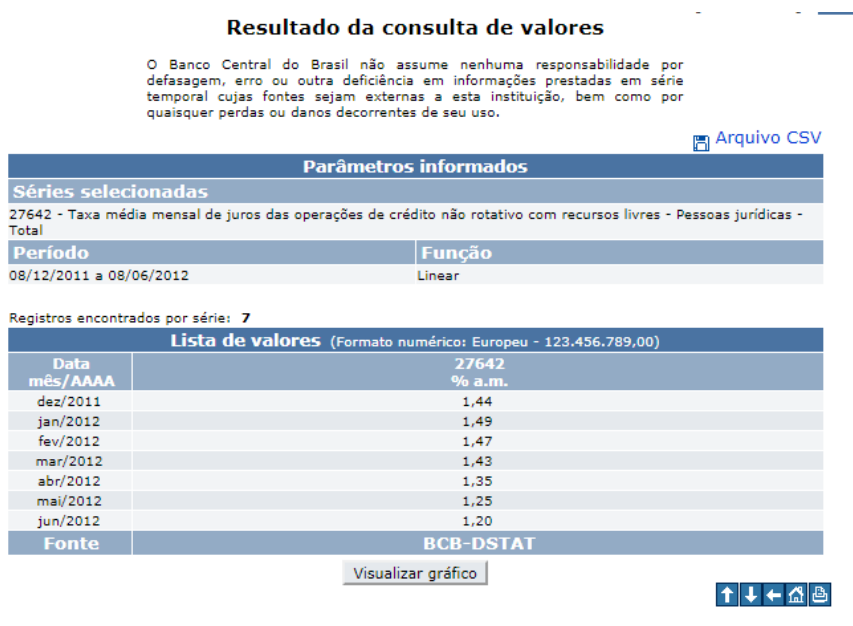 Resultado da consulta de valores
O Banco Central do Brasil não assume nenhuma responsabilidade por
defasagem, erro ou outra deficiência em informações prestadas em série
temporal cujas fontes sejam externas a esta instituição, bem como por
quaisquer perdas ou danos decorrentes de seu uso.
Arquivo CSV
Parâmetros informados
Séries selecionadas
27642 - Taxa média mensal de juros das operações de crédito não rotativo com recursos livres - Pessoas jurídicas -
Total
Período Função
08/12/2011 a 08/06/2012 Linear
Registros encontrados por série: 7
Lista de valores (Formato numérico: Europeu - 123.456.789,00)
Data 27642
mês/AAAA % a.m.
dez/2011 1,44
jan/2012 1,49
fev/2012 1,47
mar/2012 1,43
abr/2012 1,35
mai/2012 1,25
jun/2012 1,20
Fonte BCB-DSTAT
Visualizar gráfico